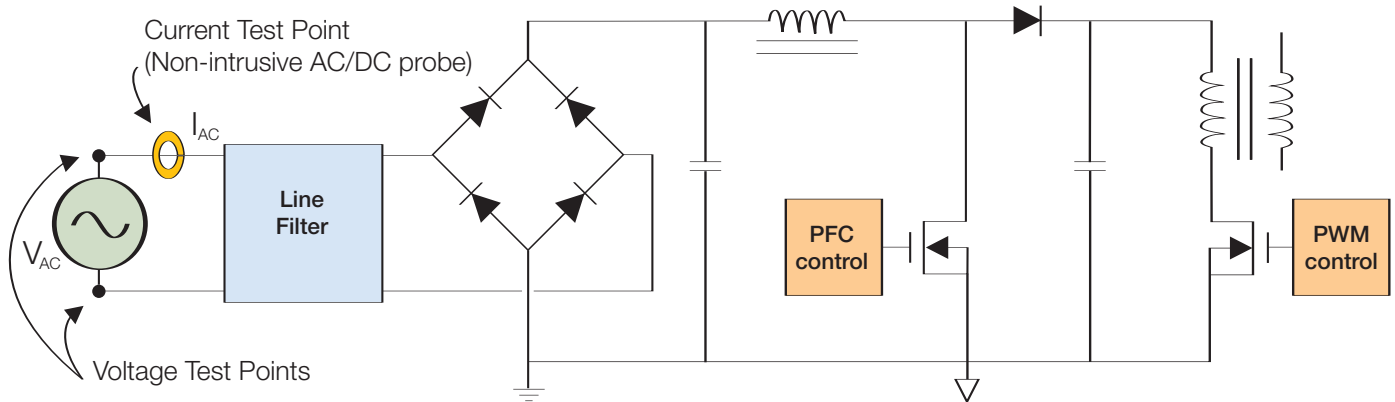 Current Test Point
(Non-intrusive AC/DC probe)
IAC
Line
Filter
VAC
PFC
control
PWM
control
Voltage Test Points